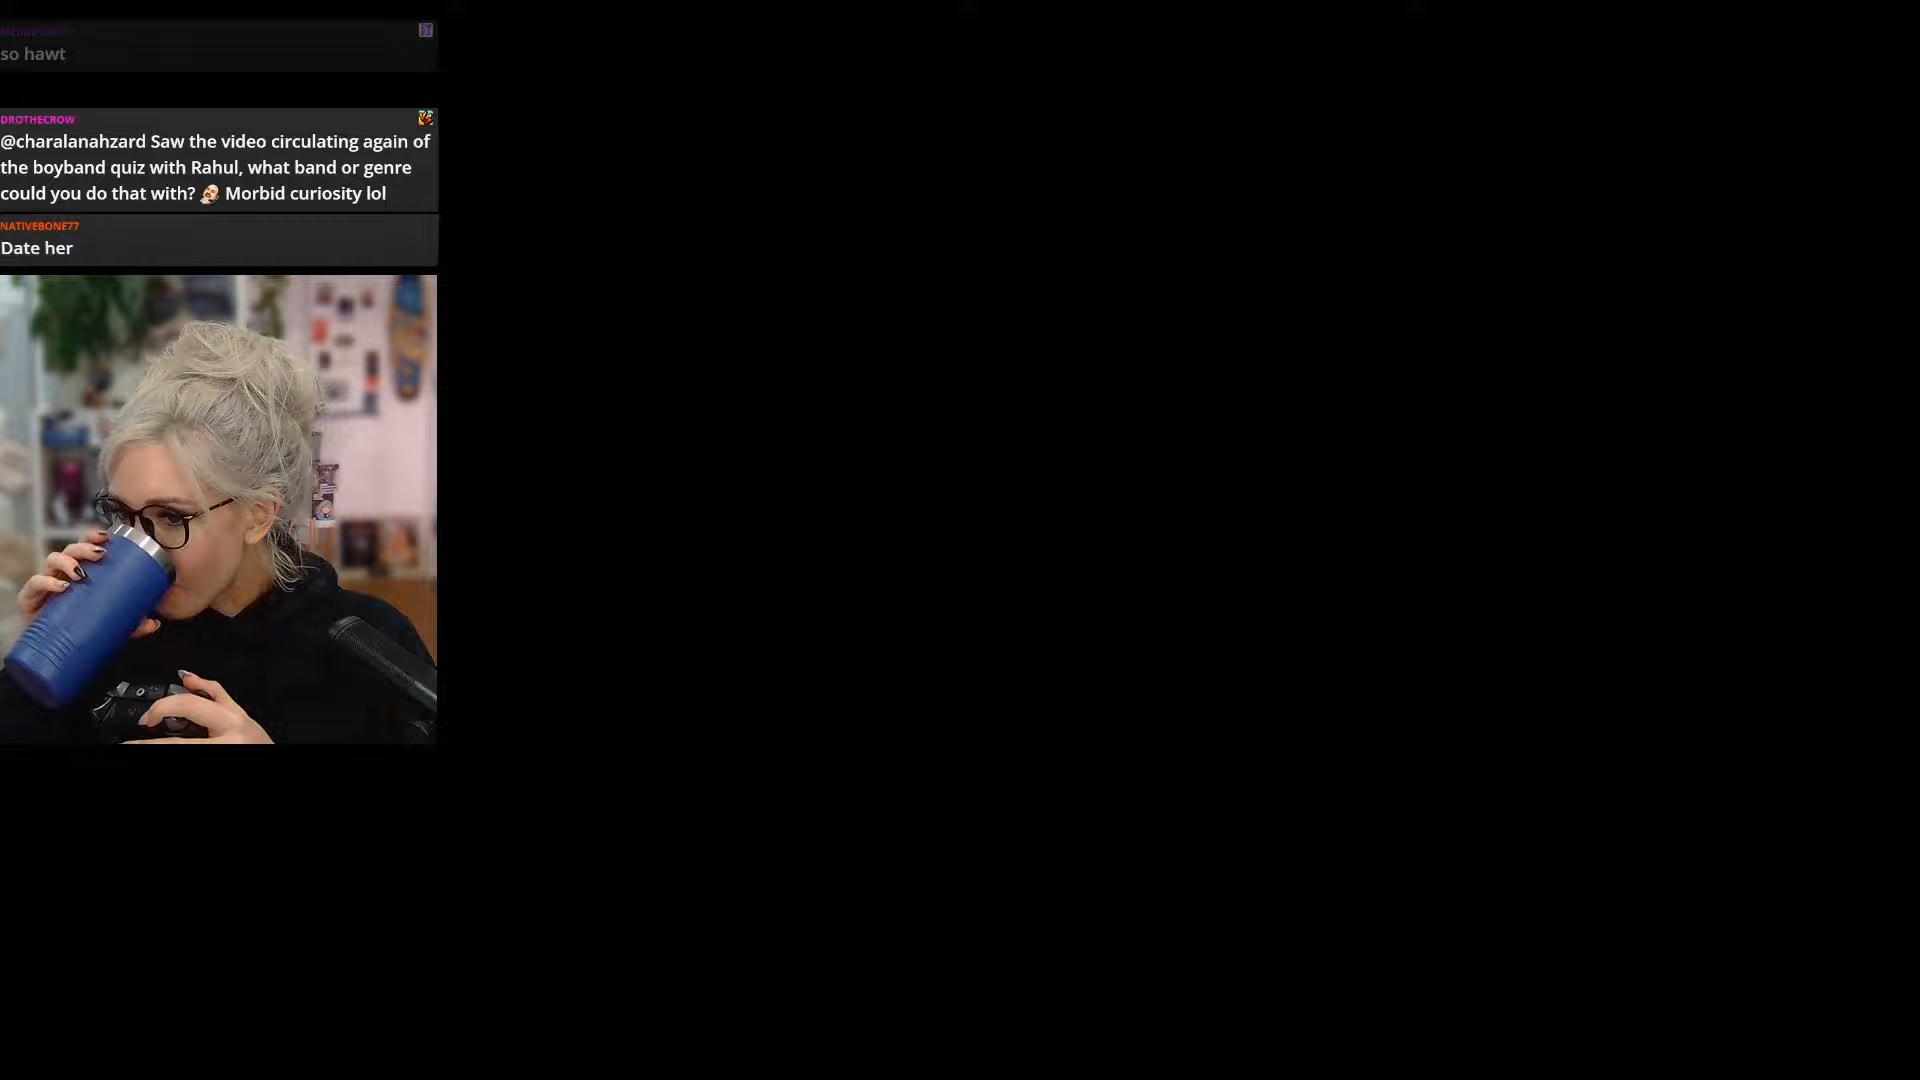 so hawt
DROTHECROW
@charalanahzard Saw the video circulating again of
the boyband quiz with Rahul, what band or genre
could you do that with? Morbid curiosity lol
NATIVEBONE77
Date her